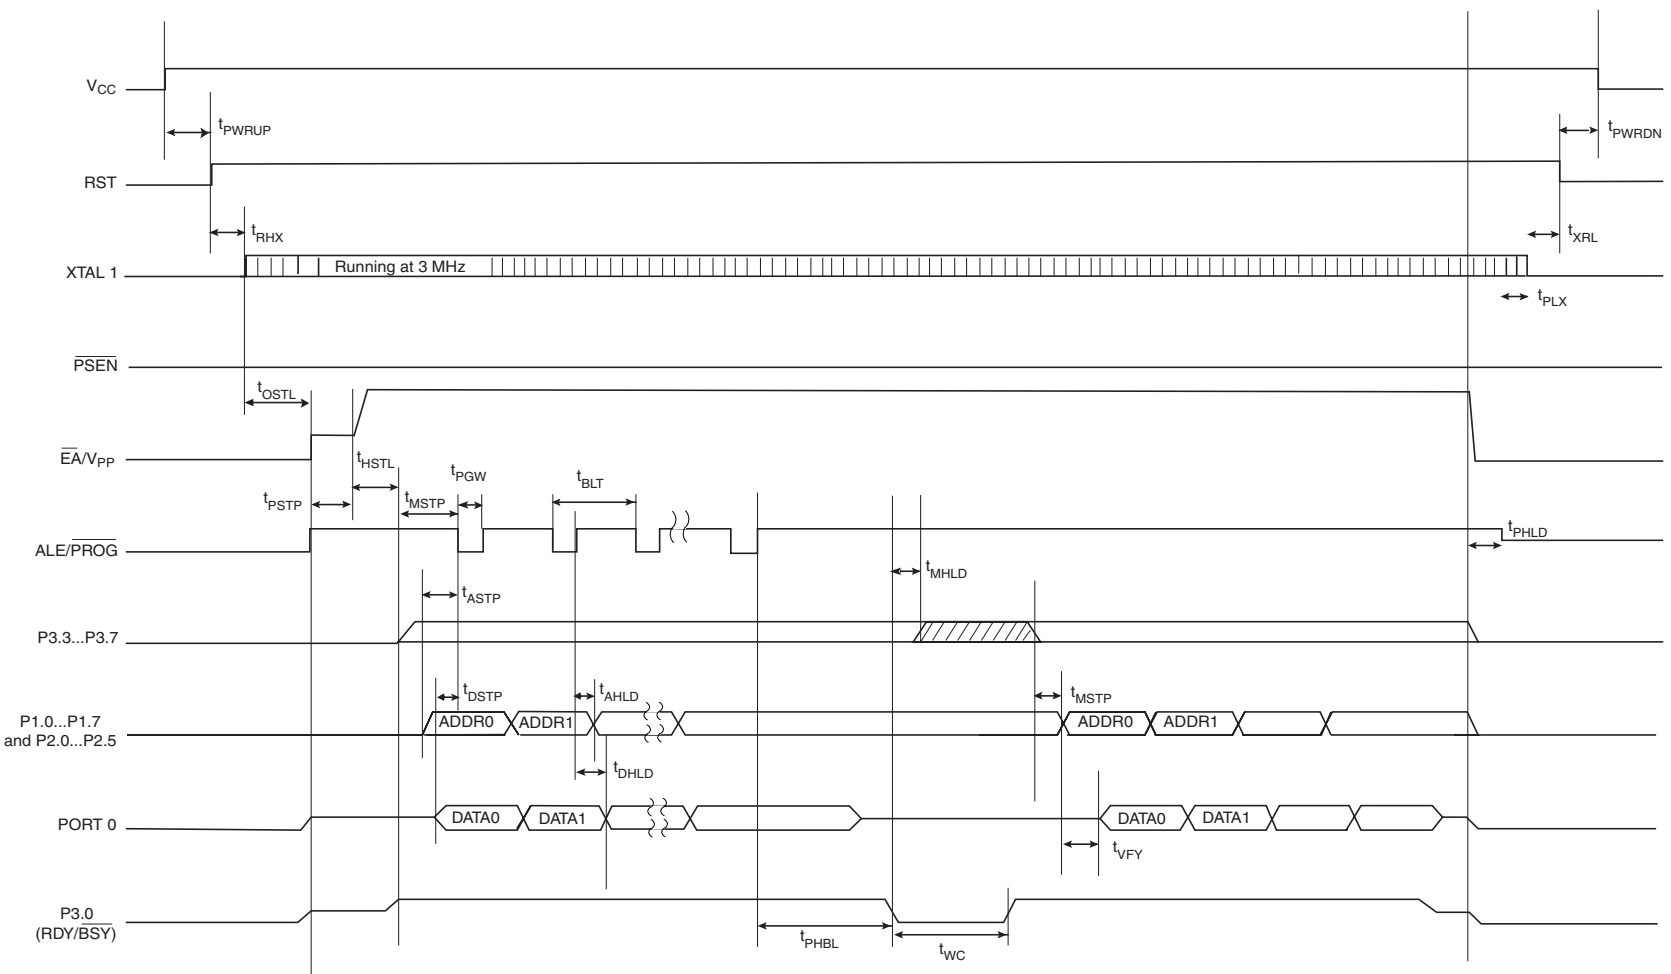 VCC
tPWRUP
tPWRDN
RST
tRHX
tXRL
XTAL 1
Running at 3 MHz
tPLX
PSEN
tOSTL
EA/VPP
tHSTL
tPGW
tBLT
tPSTP
tMSTP
ALE/PROG
tPHLD
tMHLD
tASTP
P3.3...P3.7
tDSTP
tAHLD
tMSTP
P1.0...P1.7
and P2.0...P2.5
ADDR0
ADDR1
ADDR0
ADDR1
tDHLD
PORT 0
DATA0
DATA1
DATA0
DATA1
tVFY
P3.0
(RDY/BSY)
tPHBL
tWC